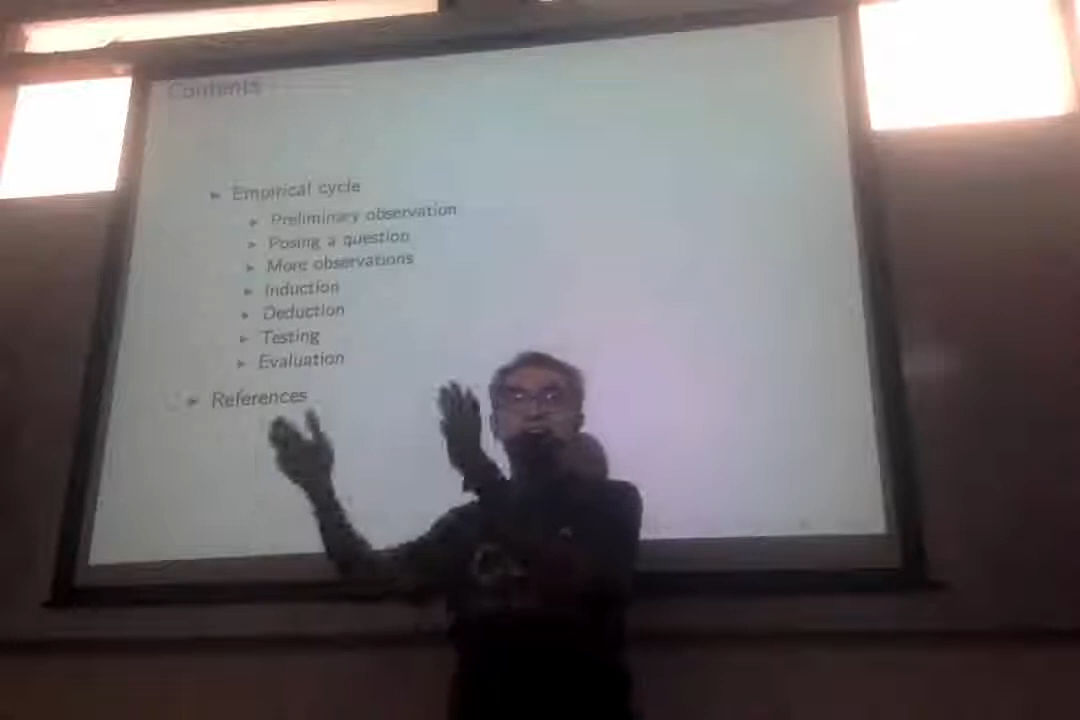 Contents
Empirical cycle
Preliminary observation
Posing a question
More observations
Induction
Deduction
Testing
Evaluation
References